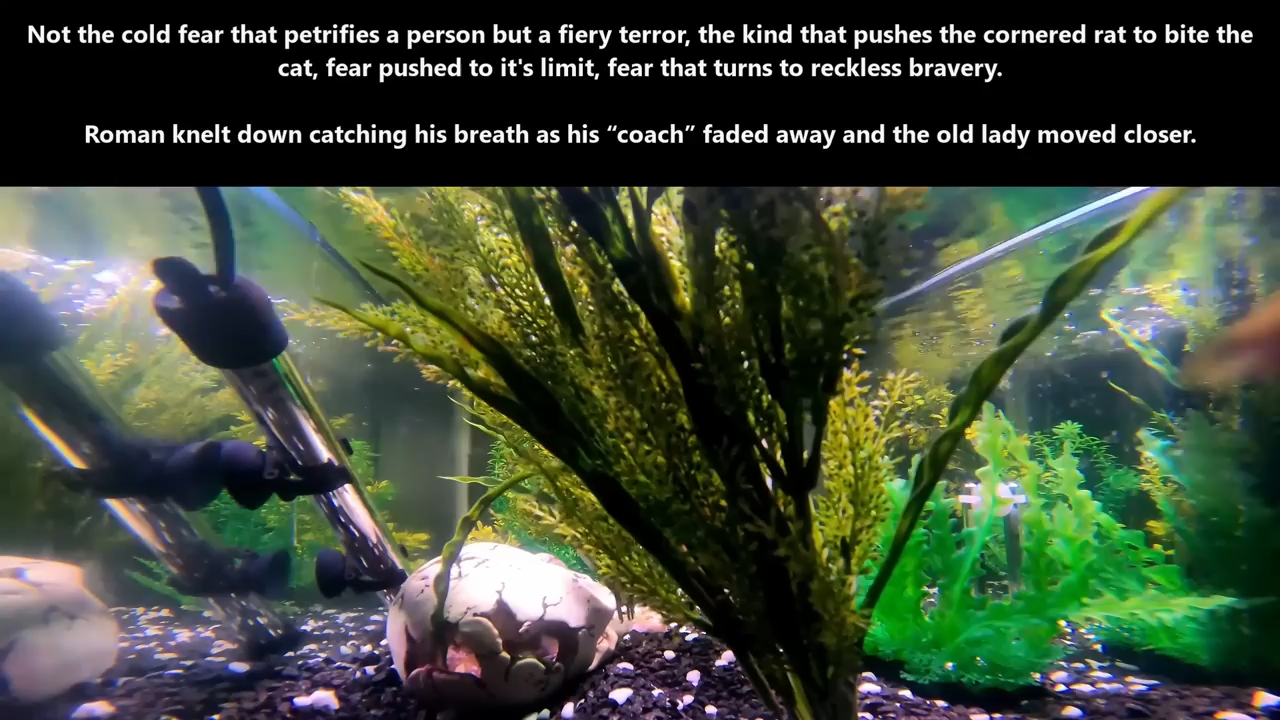 Not the cold fear that petrifies a person but a fiery terror, the kind that pushes the cornered rat to bite the
cat, fear pushed to it's limit, fear that turns to reckless bravery.
Roman knelt down catching his breath as his “coach” faded away and the old lady moved closer.